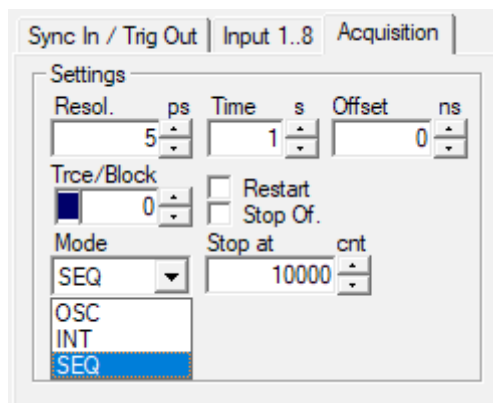 Sync In / Trig Out Input 1..8 Acquisition
Settings
Resol. ps Time s Offset ns
5 1 0
Trce/Block
0 Restart
Stop Of.
Mode Stop at cnt
SEQ 10000
OSC
INT
SEQ